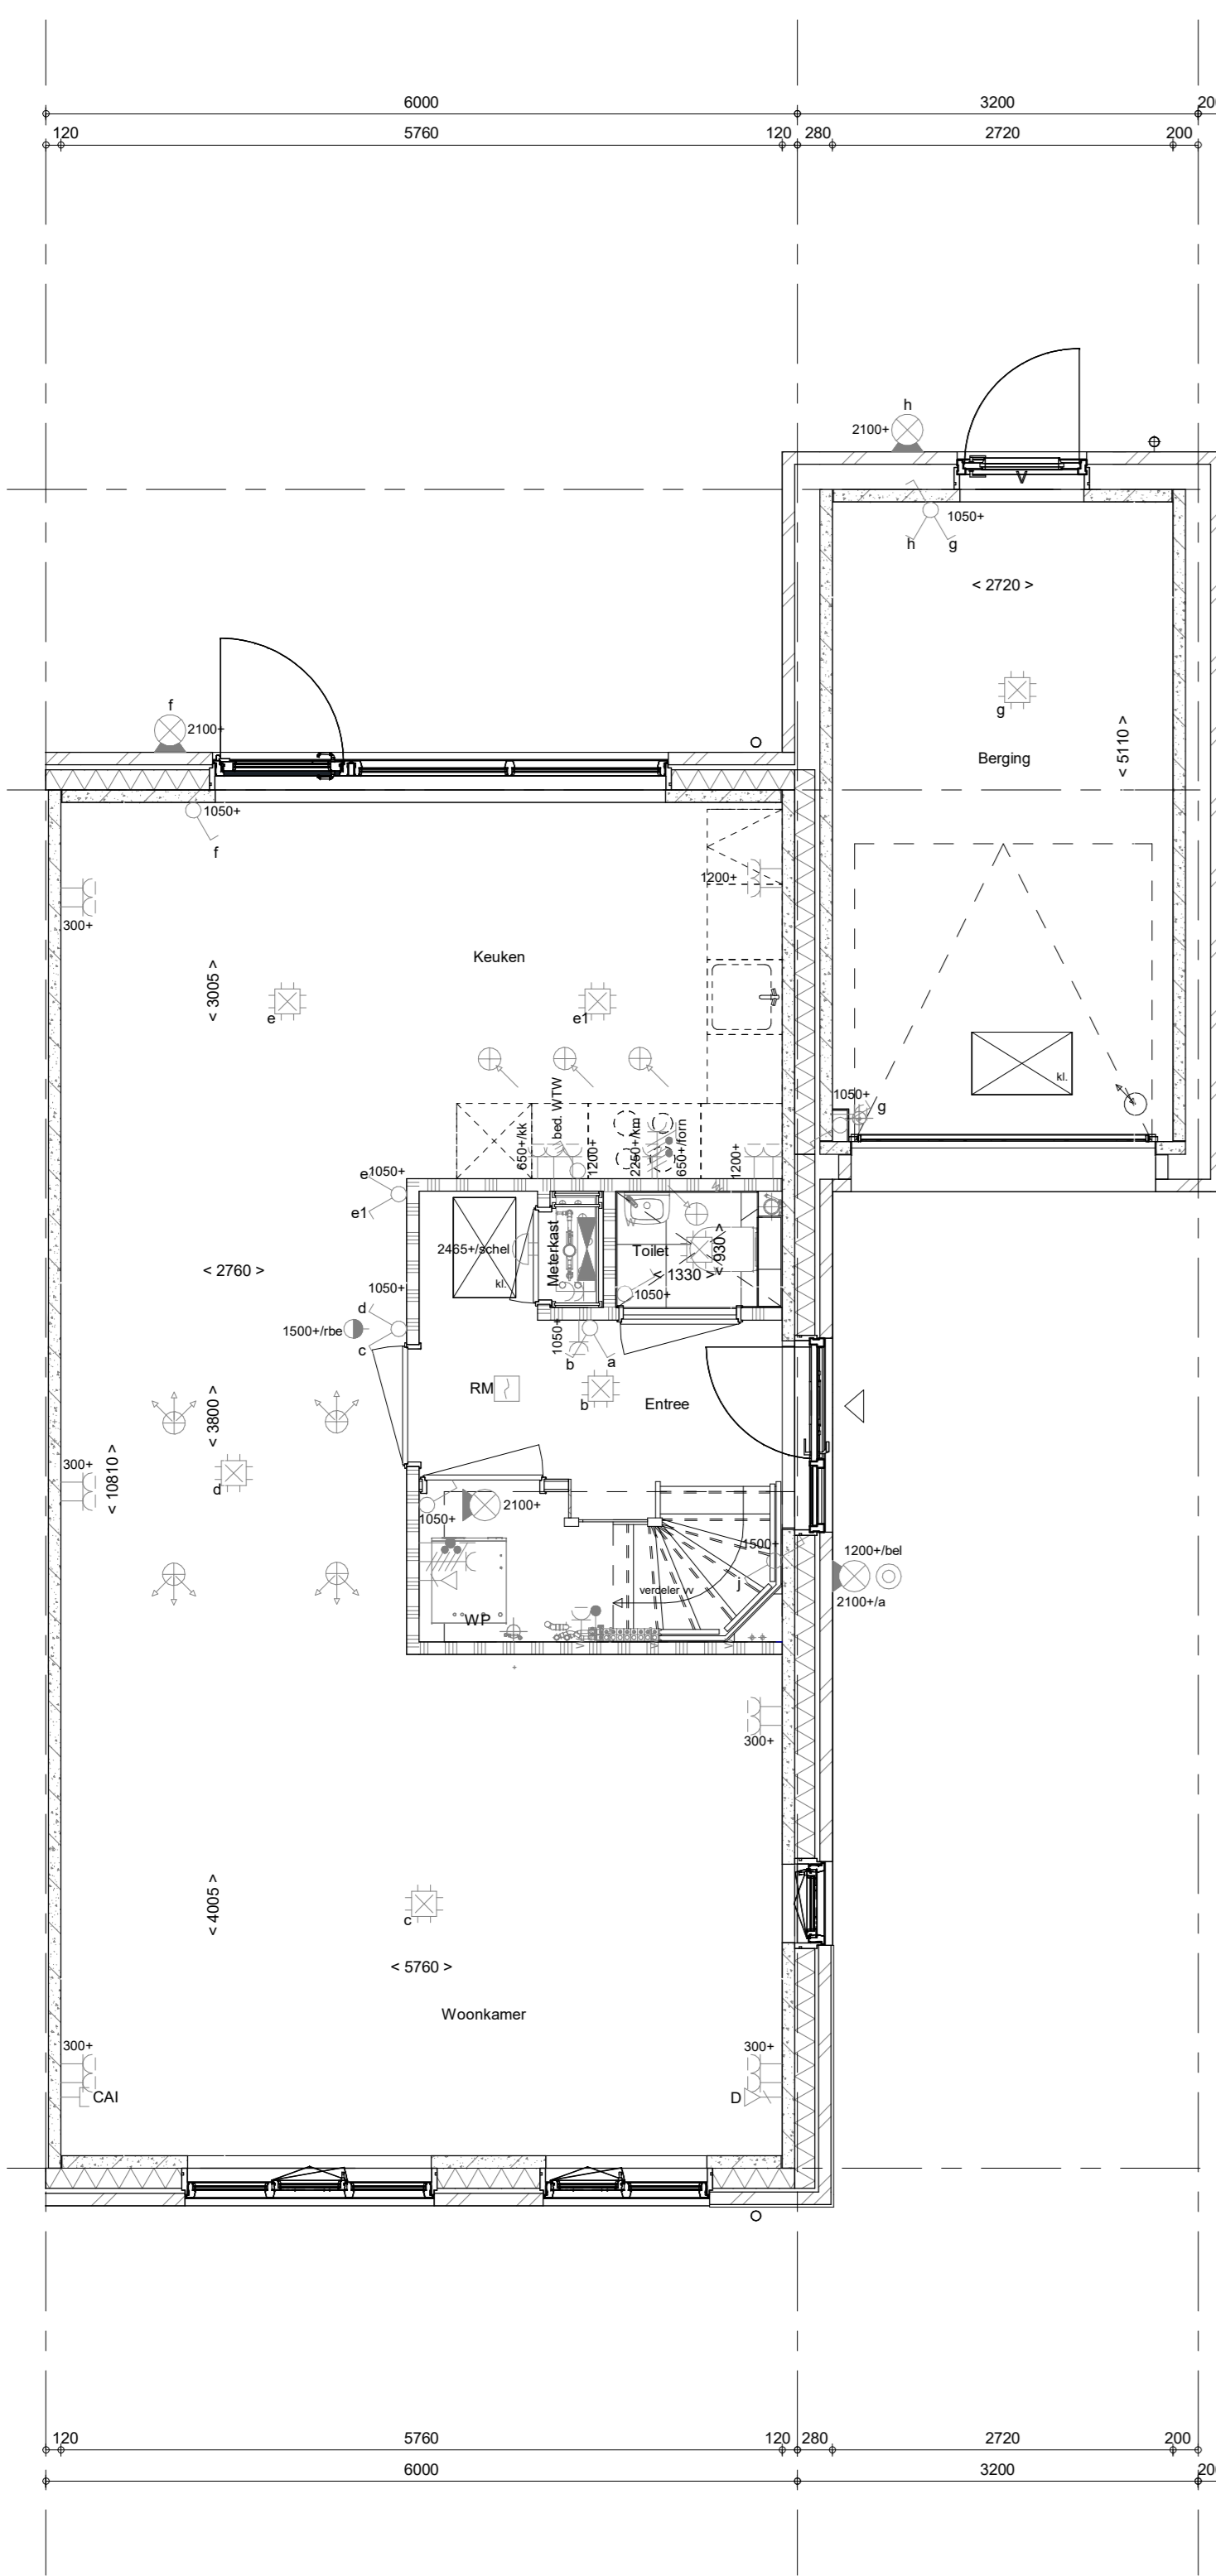 6000
3200
200
120
5760
120
280
2720
200
h
2100+
V
1050+
h
g
< 2720 >
f
2100+
g
< 5110 >
Berging
1050+
f
1200+
300+
Keuken
< 3005 >
e
e1
kl.
1050+
g
650+/kk
bed. WTW
1200+
2250+/km
650+/forn
1200+
e
1050+
e1
2465+/schel
kl.
Meterkast
Toilet
< 930 >
< 1330 >
< 2760 >
1050+
1050+
d
1500+/rbe
c
1050+
b
a
RM
b
Entree
< 3800 >
300+
< 10810 >
d
2100+
1050+
1500+
1200+/bel
2100+/a
verdeler vv
j
WP
300+
< 4005 >
c
< 5760 >
Woonkamer
300+
CAI
300+
D
120
5760
120
280
2720
200
6000
3200